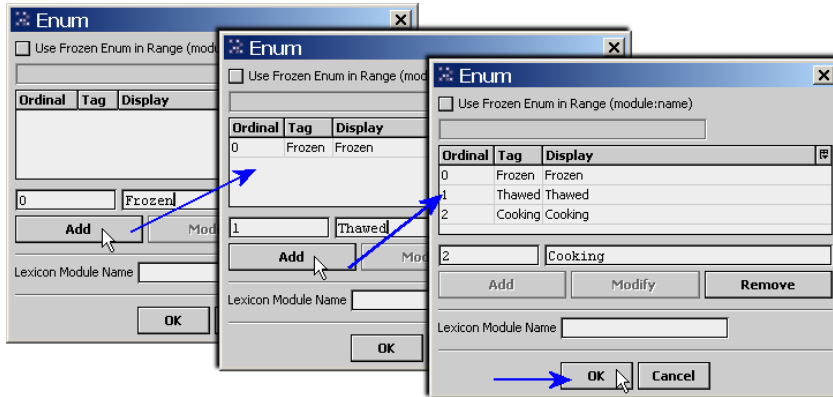 Enum
Use Frozen Enum in Range (modu
Ordinal Tag Display
0 Frozen
Add Mod
Lexicon Module Name
OK
Enum
Use Frozen Enum in Range (mod
Ordinal Tag Display
0 Frozen Frozen
1 Thawed
Add Mod
Lexicon Module Name
OK
Enum
Use Frozen Enum in Range (module:name)
Ordinal Tag Display
0 Frozen Frozen
1 Thawed Thawed
2 Cooking Cooking
2 Cooking
Add Modify Remove
Lexicon Module Name
OK Cancel